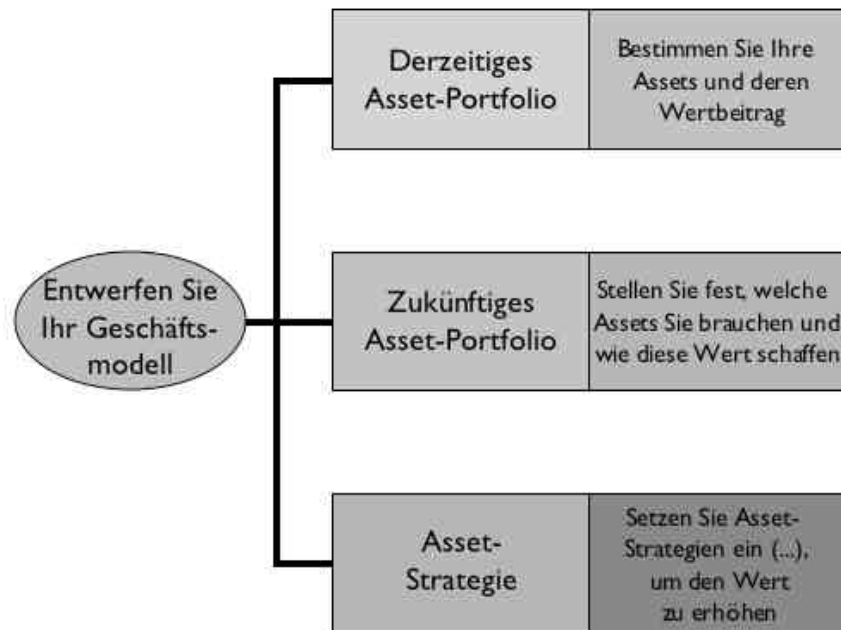 Derzeitiges
Asset-Portfolio
Bestimmen Sie Ihre
Assets und deren
Wertbeitrag
Entwerfen Sie
Ihr Geschäfts-
modell
Zukünftiges
Asset-Portfolio
Stellen Sie fest, welche
Assets Sie brauchen und
wie diese Wert schaffen
Asset-
Strategie
Setzen Sie Asset-
Strategien ein (...),
um den Wert
zu erhöhen